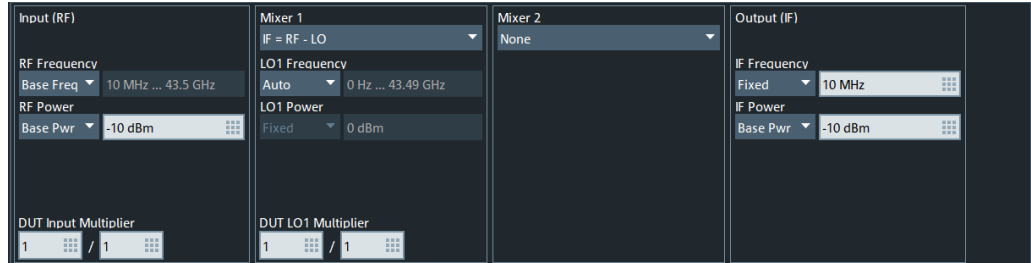 Input (RF)
RF Frequency
Base Freq 10 MHz ... 43.5 GHz
RF Power
Base Pwr -10 dBm
DUT Input Multiplier
1 / 1
Mixer 1
IF = RF - LO
LO1 Frequency
Auto 0 Hz ... 43.49 GHz
LO1 Power
Fixed 0 dBm
DUT LO1 Multiplier
1 / 1
Mixer 2
None
Output (IF)
IF Frequency
Fixed 10 MHz
IF Power
Base Pwr -10 dBm